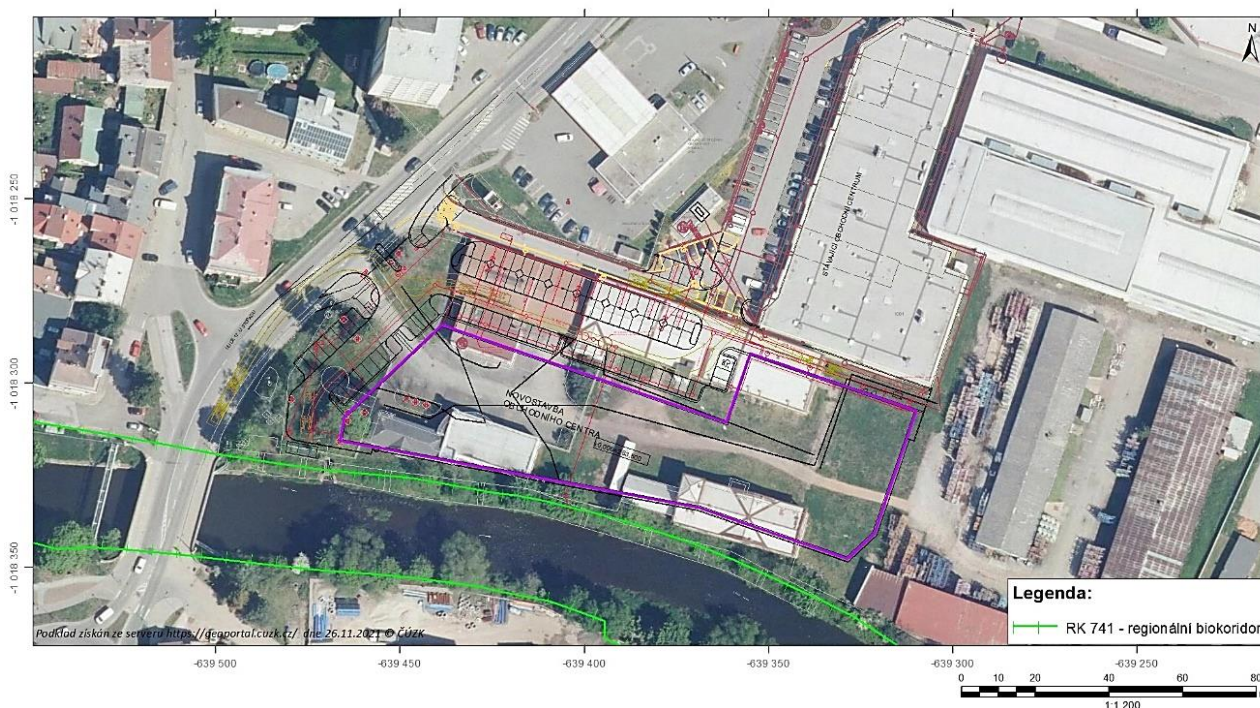 N
-1 018 250
-1 018 300
-1 018 350
STÁVAJÍCÍ OBCHODNÍ CENTRUM
NOVOSTAVBA
OBCHODNÍHO CENTRA
Legenda:
RK 741 - regionální biokoridor
Podklad získán ze serveru https://geoportal.cuzk.cz/ dne 26.11.2021 © ČÚZK
-639 500
-639 450
-639 400
-639 350
-639 300
-639 250
0 10 20 40 60 80
1:1 200